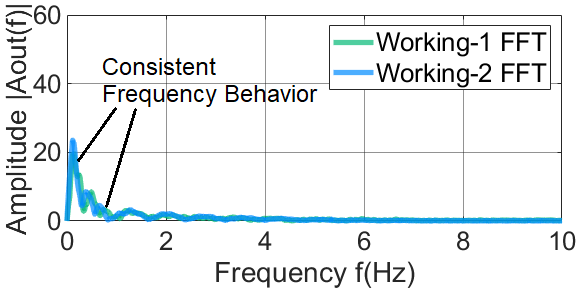 60
40
20
0
Amplitude |Aout(f)|
Consistent
Frequency Behavior
Working-1 FFT
Working-2 FFT
0 2 4 6 8 10
Frequency f(Hz)